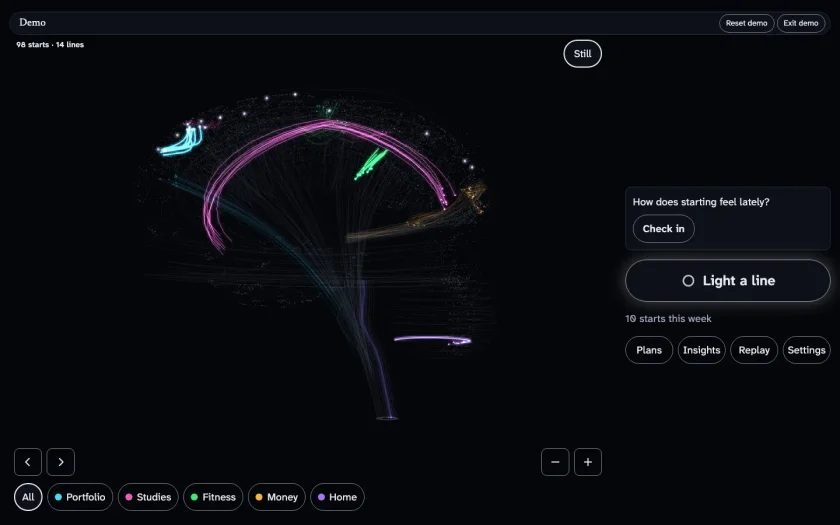 Demo
Reset demo
Exit demo
98 starts · 14 lines
Still
How does starting feel lately?
Check in
Light a line
10 starts this week
Plans
Insights
Replay
Settings
All
Portfolio
Studies
Fitness
Money
Home